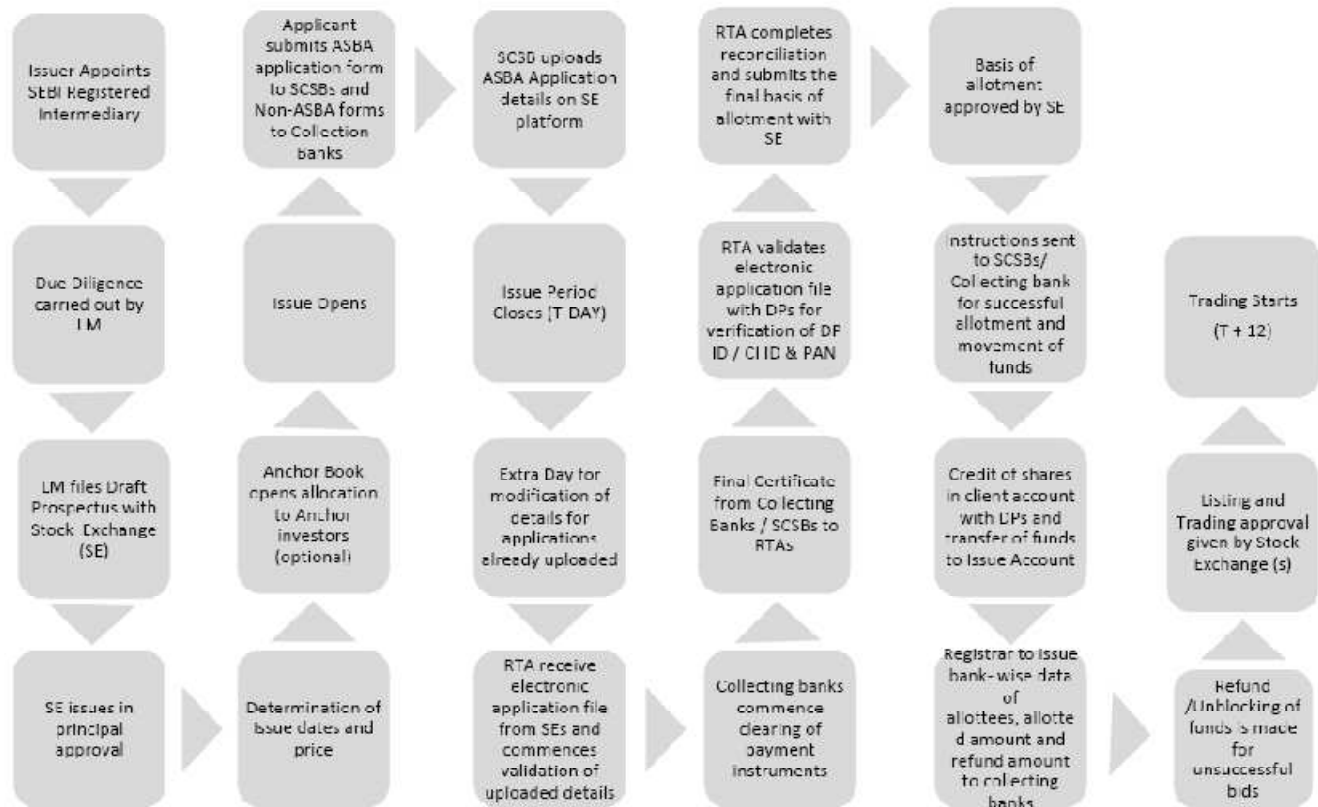 Issuer Appoints
SEBI Registered
Intermediary
Due Diligence
carried out by
LM
LM files Draft
Prospectus with
Stock Exchange
(SE)
SE issues in
principal
approval
Determination of
Issue dates and
price
Anchor Book
opens allocation
to Anchor
investors
(optional)
Issue Opens
Applicant
submits ASBA
application form
to SCSBs and
Non-ASBA forms
to Collection
Banks
SCSB uploads
ASBA Application
details on SE
platform
Issue Period
Closes (T DAY)
Extra Day for
modification of
details for
applications
already uploaded
RTA receive
electronic
application file
from SEs and
commences
validation of
uploaded details
Collecting banks
commence
clearing of
payment
instruments
Final Certificate
from Collecting
Banks / SCSBs to
RTAs
RTA validates
electronic
application file
with DPs for
verification of DP
ID / CI ID & PAN
RTA completes
reconciliation
and submits the
final basis of
allotment with
SE
Basis of
allotment
approved by SE
Instructions sent
to SCSBs/
Collecting bank
for successful
allotment and
movement of
funds
Credit of shares
in client account
with DPs and
transfer of funds
to Issue Account
Registrar to issue
bank-wise data
of
allottees, allotte
d amount and
refund amount
to collecting
banks
Refund
/Unblocking of
funds is made
for
unsuccessful
bids
Listing and
Trading approval
given by Stock
Exchange (s)
Trading Starts
(T + 12)